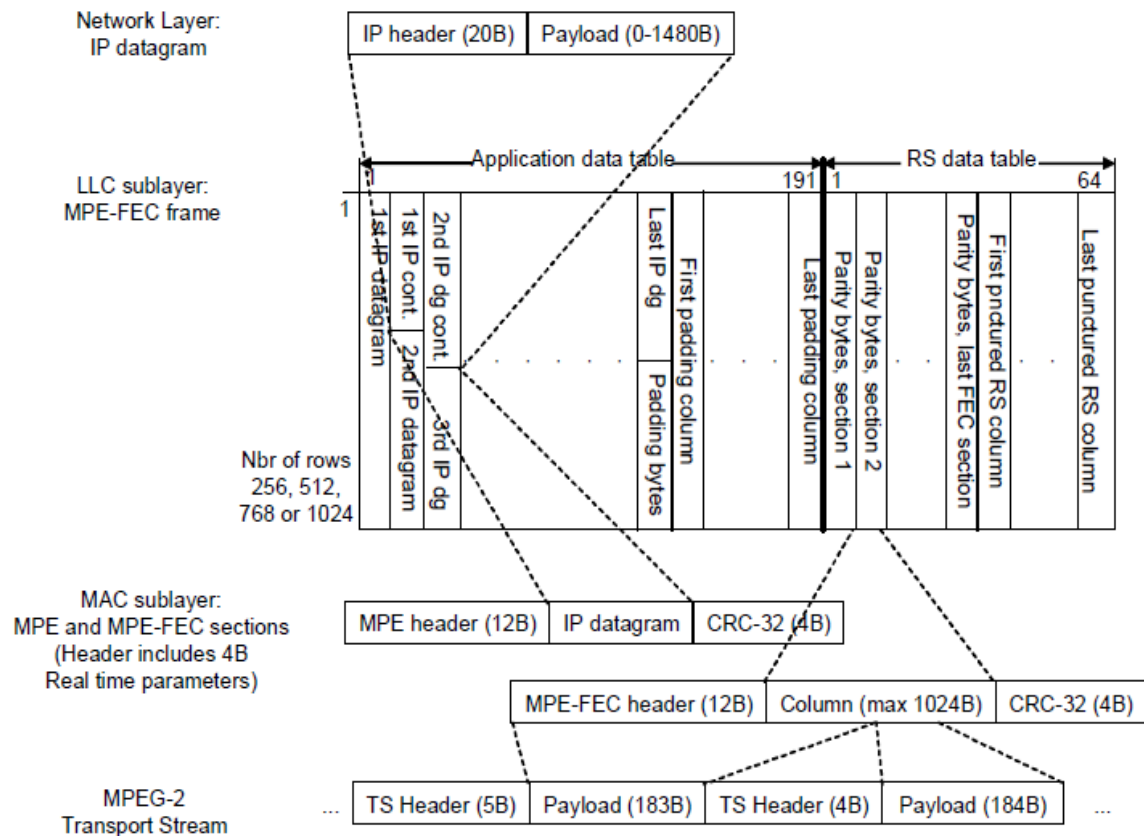 Network Layer:
IP datagram
IP header (20B)
Payload (0-1480B)
Application data table
RS data table
LLC sublayer:
MPE-FEC frame
1
191
1
64
1
1st IP datagram
1st IP cont.
2nd IP datagram
2nd IP dg cont.
3rd IP dg
Last IP dg
Padding bytes
First padding column
Last padding column
Parity bytes, section 1
Parity bytes, section 2
Parity bytes, last FEC section
First pnctured RS column
Last punctured RS column
Nbr of rows
256, 512,
768 or 1024
MAC sublayer:
MPE and MPE-FEC sections
(Header includes 4B
Real time parameters)
MPE header (12B)
IP datagram
CRC-32 (4B)
MPE-FEC header (12B)
Column (max 1024B)
CRC-32 (4B)
MPEG-2
Transport Stream
...
TS Header (5B)
Payload (183B)
TS Header (4B)
Payload (184B)
...